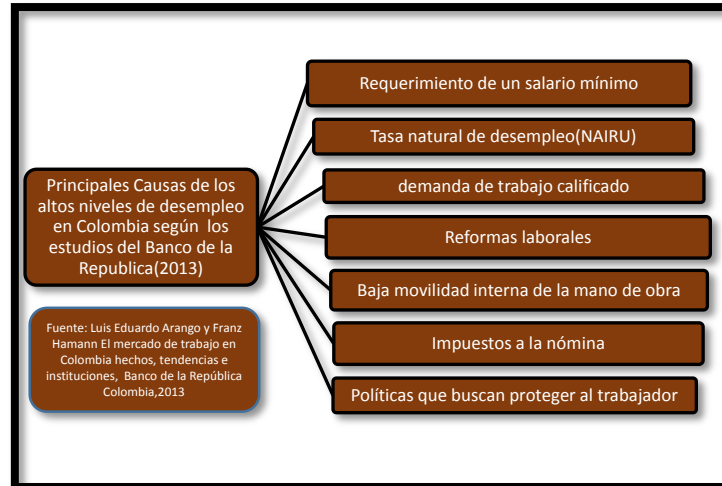 Principales Causas de los
altos niveles de desempleo
en Colombia según los
estudios del Banco de la
Republica(2013)
Fuente: Luis Eduardo Arango y Franz
Hamann El mercado de trabajo en
Colombia hechos, tendencias e
instituciones, Banco de la República
Colombia,2013
Requerimiento de un salario mínimo
Tasa natural de desempleo(NAIRU)
demanda de trabajo calificado
Reformas laborales
Baja movilidad interna de la mano de obra
Impuestos a la nómina
Políticas que buscan proteger al trabajador